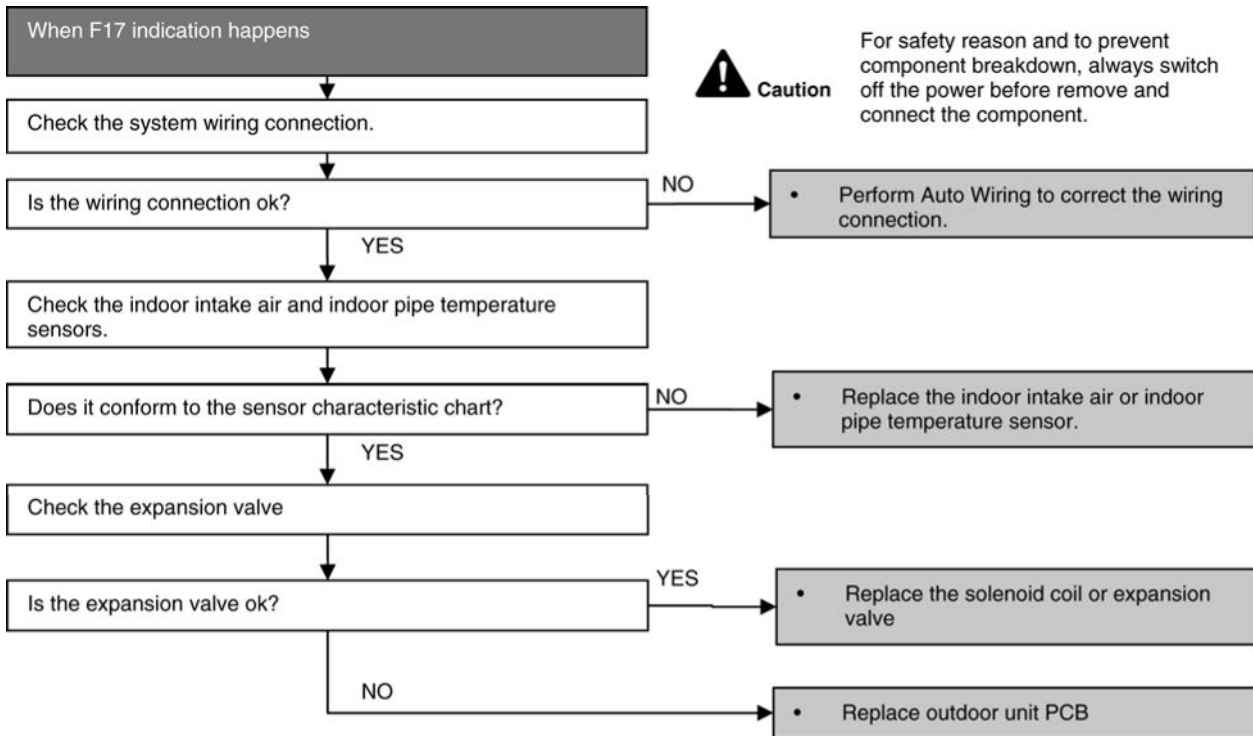 When F17 indication happens
Caution
For safety reason and to prevent
component breakdown, always switch
off the power before remove and
connect the component.
Check the system wiring connection.
Is the wiring connection ok?
NO
• Perform Auto Wiring to correct the wiring
connection.
YES
Check the indoor intake air and indoor pipe temperature
sensors.
Does it conform to the sensor characteristic chart?
NO
• Replace the indoor intake air or indoor
pipe temperature sensor.
YES
Check the expansion valve
Is the expansion valve ok?
YES
• Replace the solenoid coil or expansion
valve
NO
• Replace outdoor unit PCB